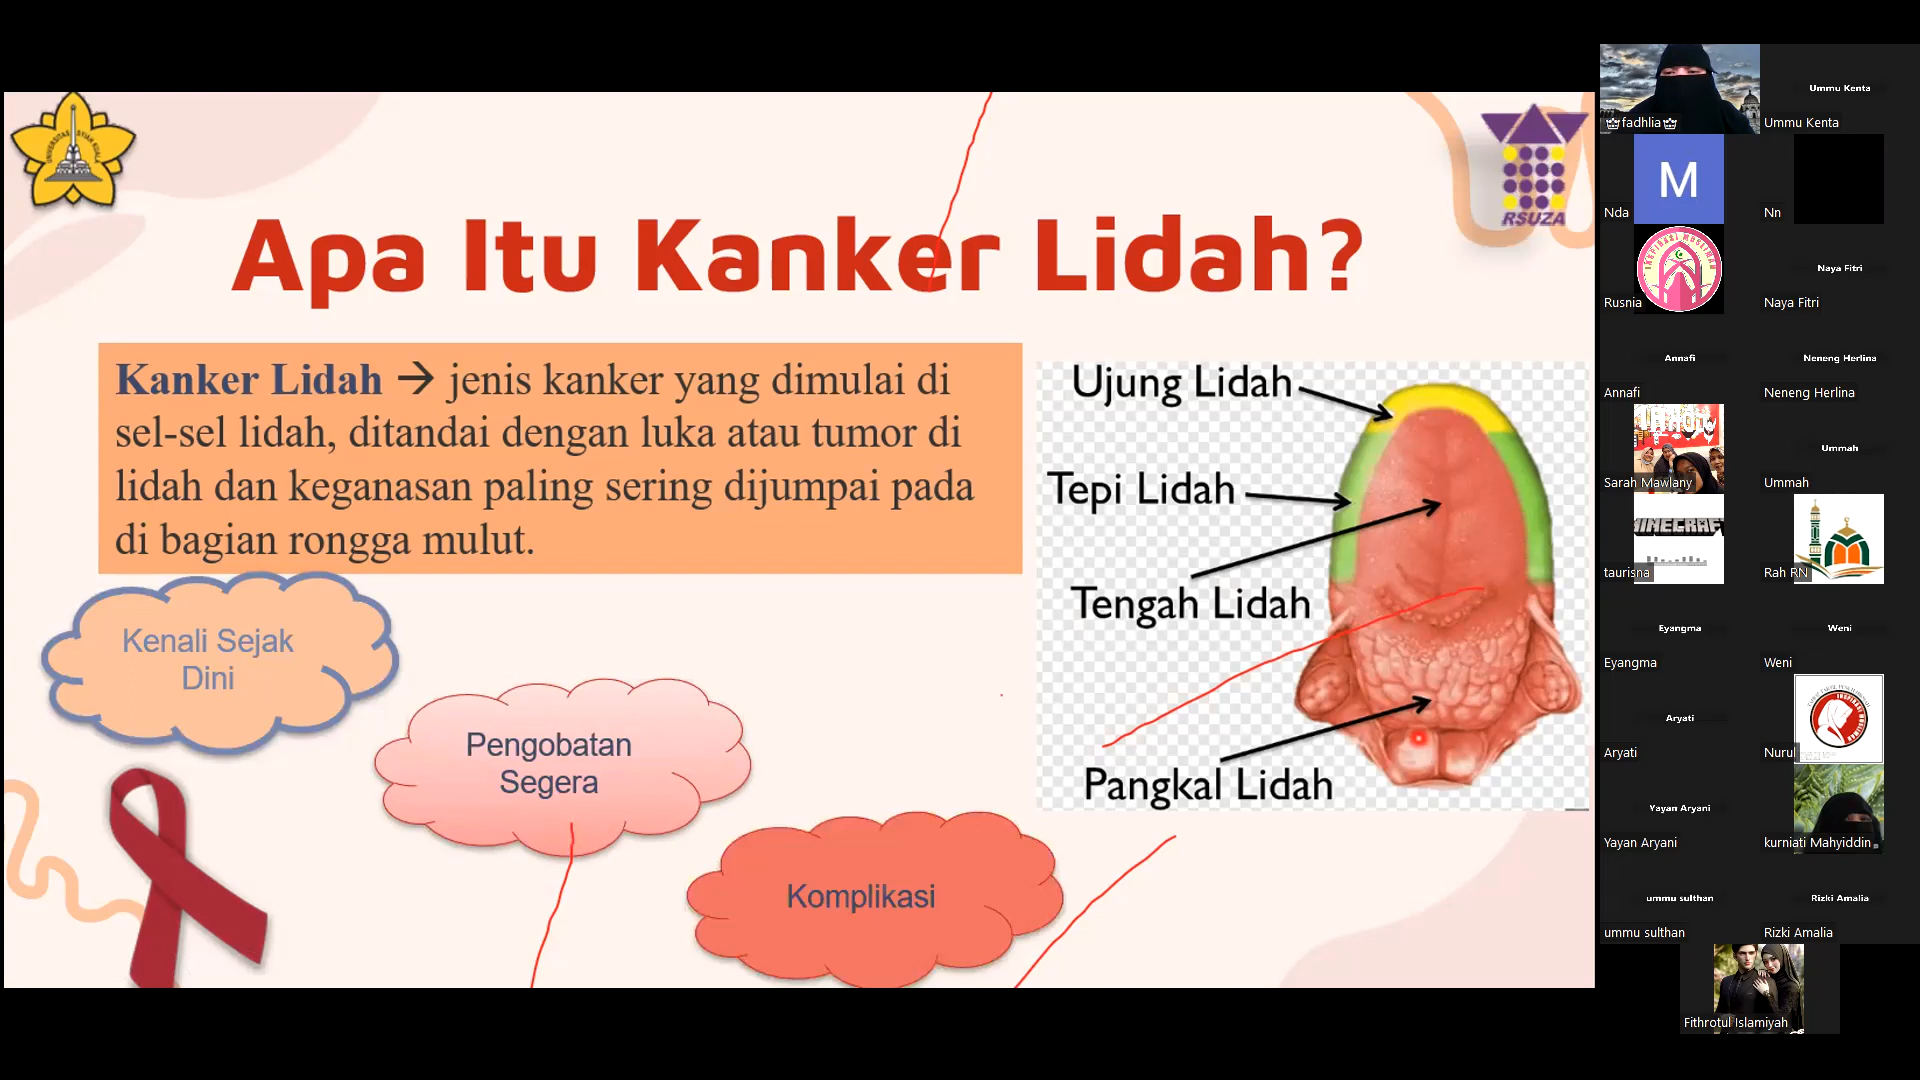 RSUZA
Apa Itu Kanker Lidah?
Kanker Lidah → jenis kanker yang dimulai di
sel-sel lidah, ditandai dengan luka atau tumor di
lidah dan keganasan paling sering dijumpai pada
di bagian rongga mulut.
Ujung Lidah
Tepi Lidah
Tengah Lidah
Pangkal Lidah
Kenali Sejak
Dini
Pengobatan
Segera
Komplikasi
fadhlia
Ummu Kenta
Ummu Kenta
M
Nda
Nn
INSPIRASI MUSLIMAH
Rusnia
Naya Fitri
Naya Fitri
Annafi
Annafi
Neneng Herlina
Neneng Herlina
Sarah Mawlany
Ummah
Ummah
MINECRAFT
taurisna
Rah RN
Eyangma
Eyangma
Weni
Weni
Aryati
Aryati
Nurul
Yayan Aryani
Yayan Aryani
kurniati Mahyiddin
ummu sulthan
ummu sulthan
Rizki Amalia
Rizki Amalia
Fithrotul Islamiyah